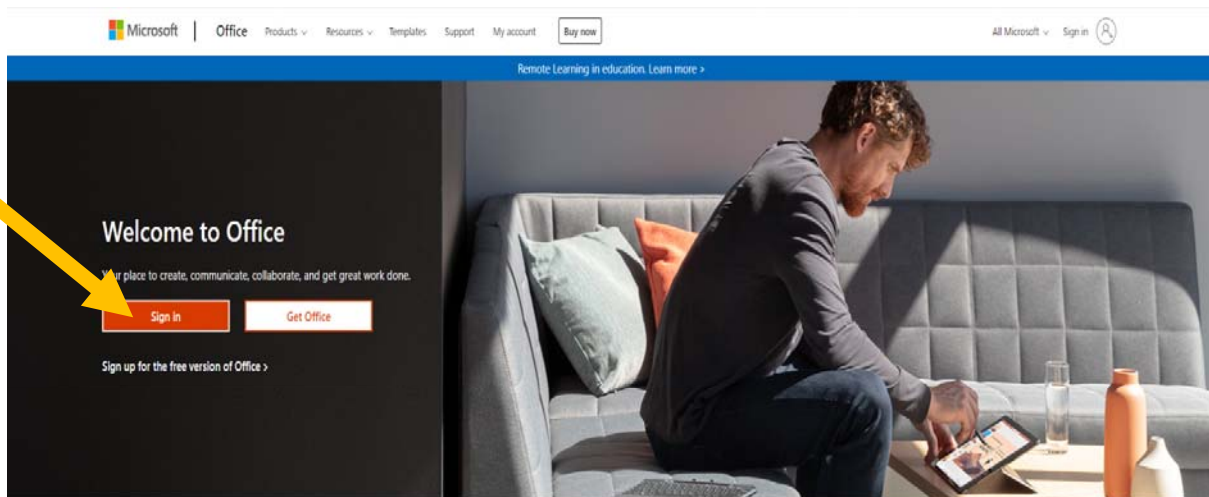 Microsoft Office Products Resources Templates Support My account Buy now All Microsoft Sign in
Remote Learning in education. Learn more >
Welcome to Office
Your place to create, communicate, collaborate, and get great work done.
Sign in Get Office
Sign up for the free version of Office >